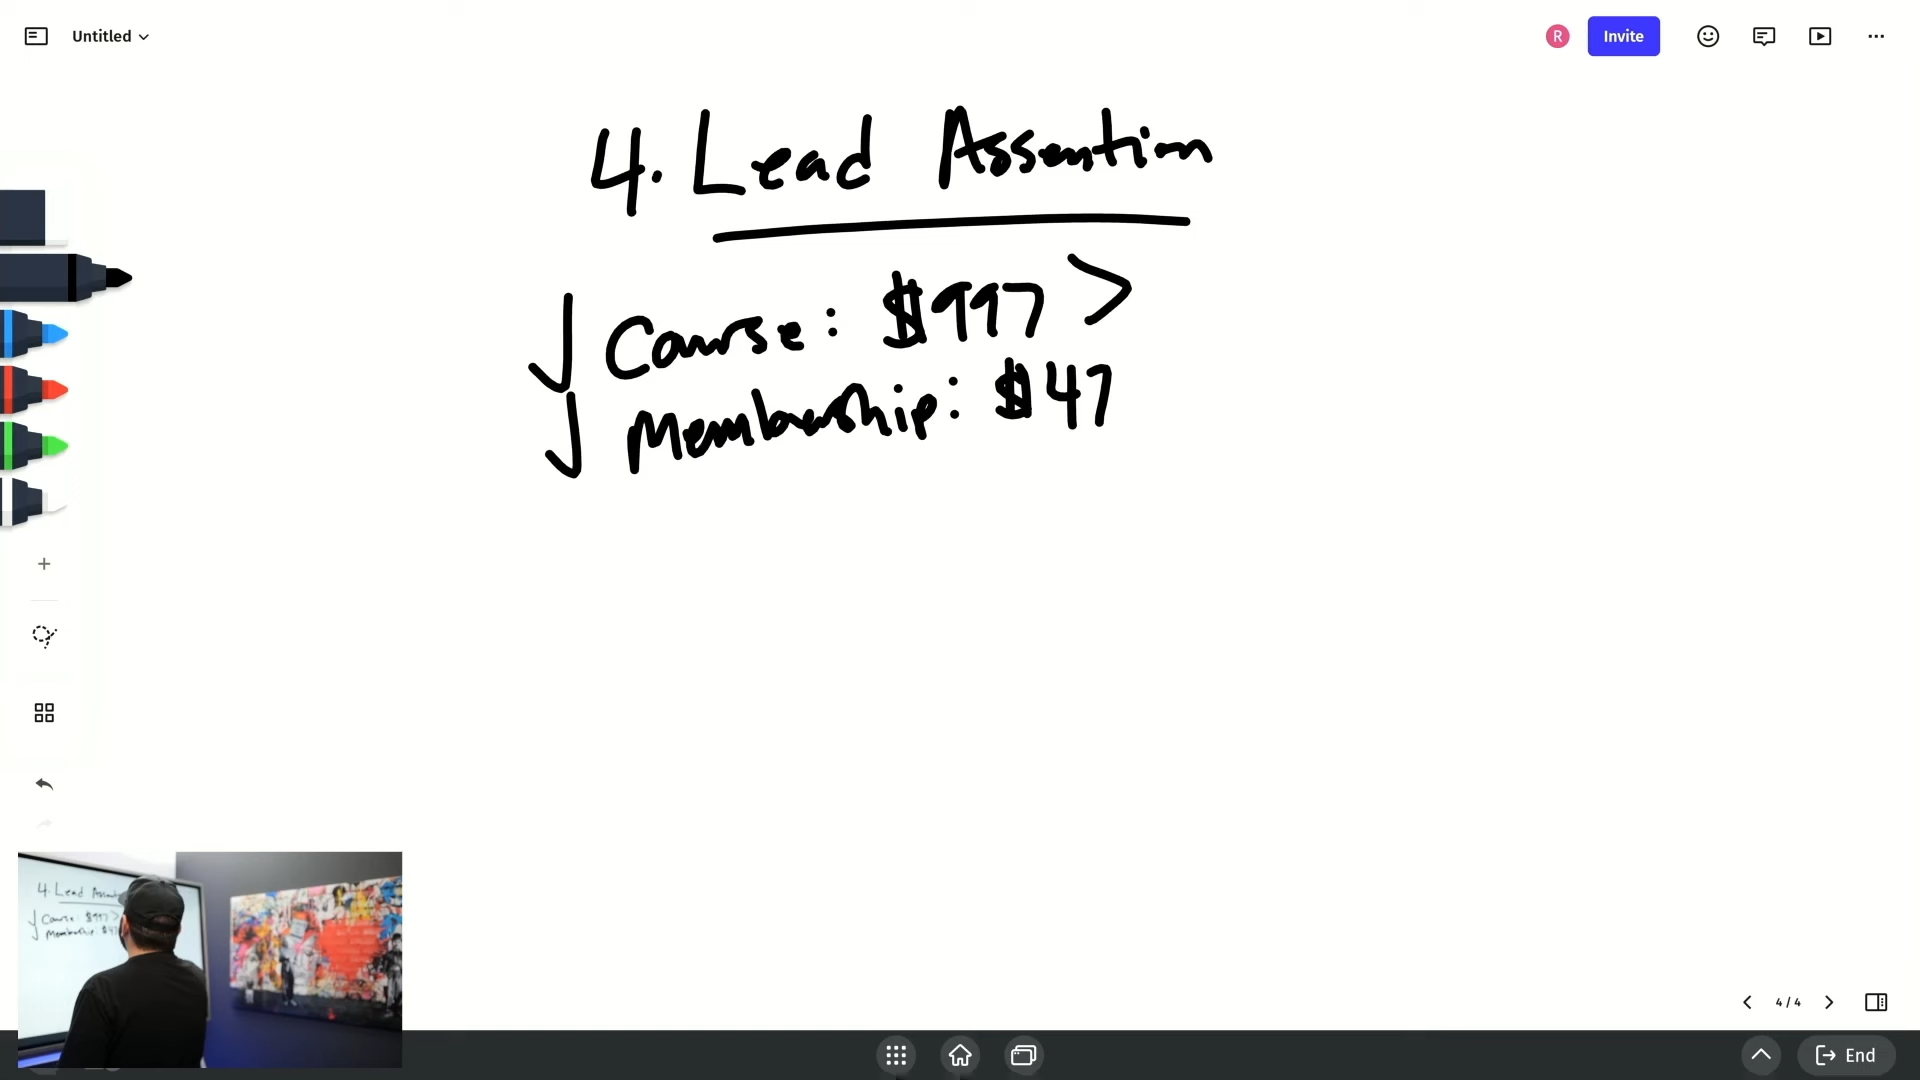 Untitled
R
Invite
4. Lead Assention
Course: $997 >
Membership: $47
4 / 4
End